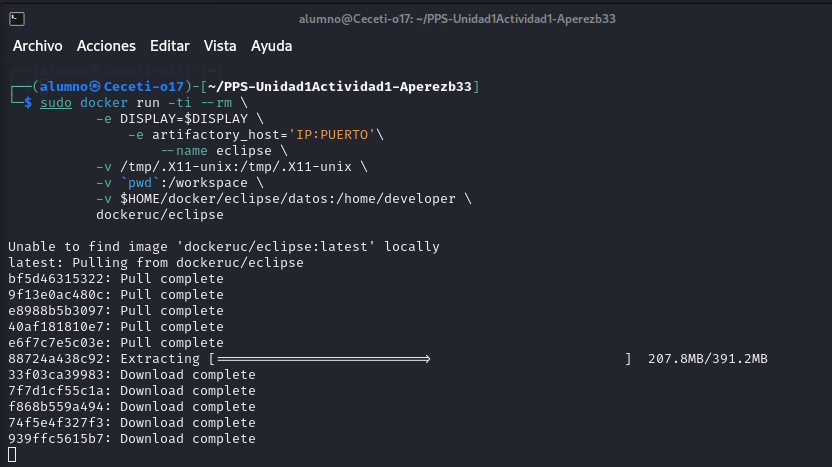 alumno@Ceceti-o17: ~/PPS-Unidad1Actividad1-Aperezb33
Archivo Acciones Editar Vista Ayuda
┌──(alumno㉿Ceceti-o17)-[~/PPS-Unidad1Actividad1-Aperezb33]
└─$ sudo docker run -ti --rm \
-e DISPLAY=$DISPLAY \
-e artifactory_host='IP:PUERTO'\
--name eclipse \
-v /tmp/.X11-unix:/tmp/.X11-unix \
-v `pwd`:/workspace \
-v $HOME/docker/eclipse/datos:/home/developer \
dockeruc/eclipse
Unable to find image 'dockeruc/eclipse:latest' locally
latest: Pulling from dockeruc/eclipse
bf5d46315322: Pull complete
9f13e0ac480c: Pull complete
e8988b5b3097: Pull complete
40af181810e7: Pull complete
e6f7c7e5c03e: Pull complete
88724a438c92: Extracting [==========================> ] 207.8MB/391.2MB
33f03ca39983: Download complete
7f7d1cf55c1a: Download complete
f868b559a494: Download complete
74f5e4f327f3: Download complete
939ffc5615b7: Download complete